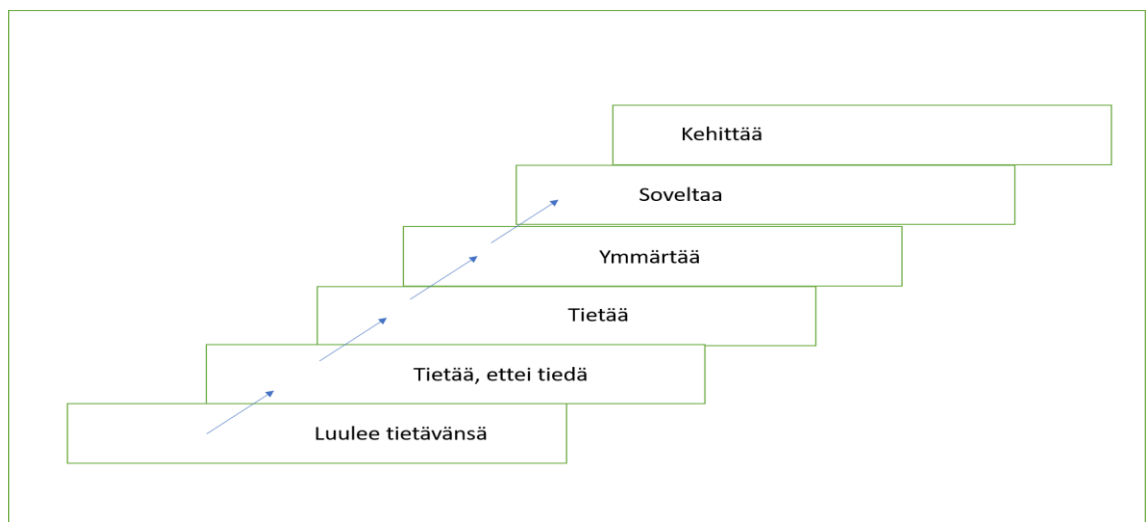 Kehittää
Soveltaa
Ymmärtää
Tietää
Tietää, ettei tiedä
Luulee tietävänsä